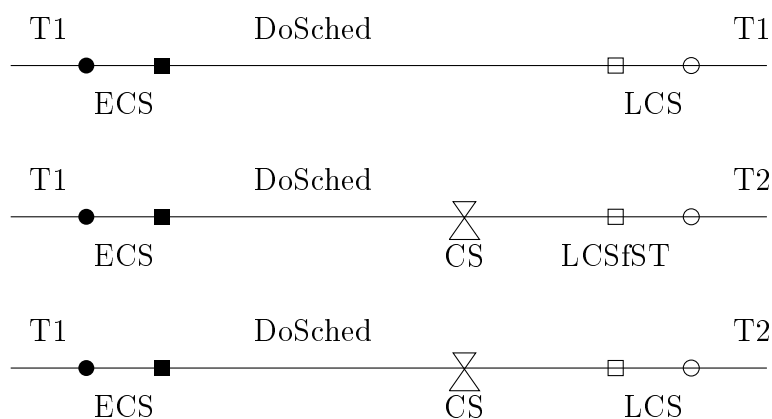 T1 DoSched T1
ECS LCS
T1 DoSched T2
ECS CS LCSfST
T1 DoSched T2
ECS CS LCS